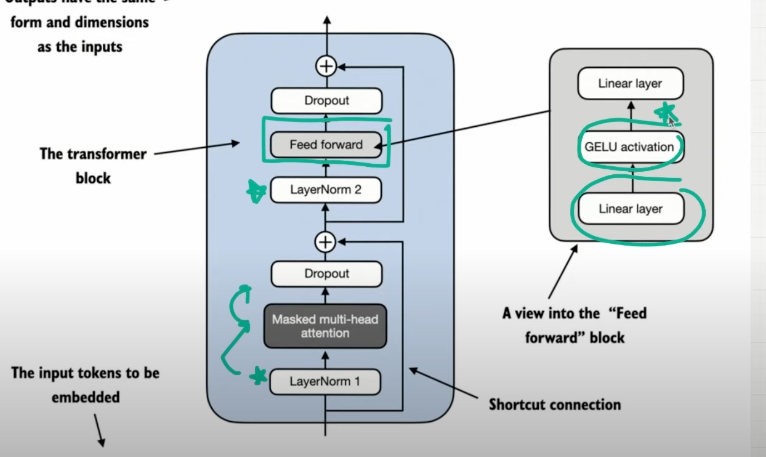 Outputs have the same
form and dimensions
as the inputs
Dropout
Feed forward
The transformer
block
LayerNorm 2
Dropout
Masked multi-head
attention
LayerNorm 1
The input tokens to be
embedded
Shortcut connection
Linear layer
GELU activation
Linear layer
A view into the “Feed
forward” block